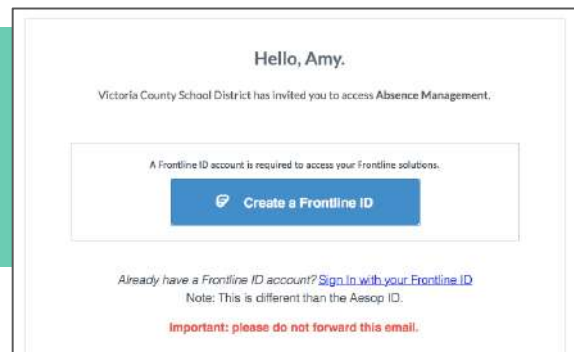 Hello, Amy.
Victoria County School District has invited you to access Absence Management.
A Frontline ID account is required to access your Frontline solutions.
Create a Frontline ID
Already have a Frontline ID account? Sign In with your Frontline ID
Note: This is different than the Aesop ID.
Important: please do not forward this email.